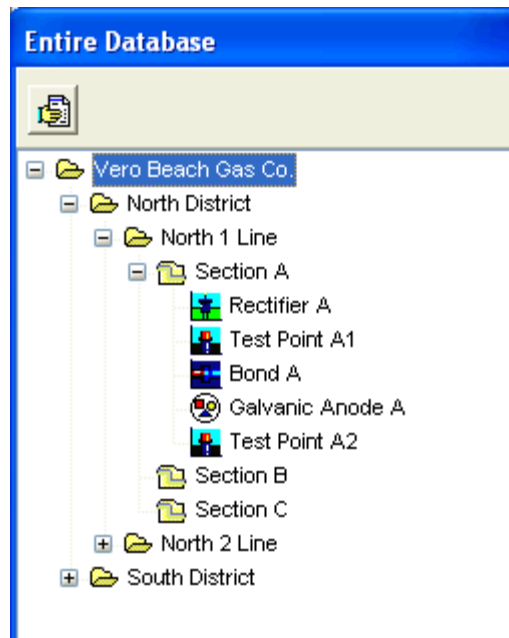 Entire Database
Vero Beach Gas Co.
North District
North 1 Line
Section A
Rectifier A
Test Point A1
Bond A
Galvanic Anode A
Test Point A2
Section B
Section C
North 2 Line
South District